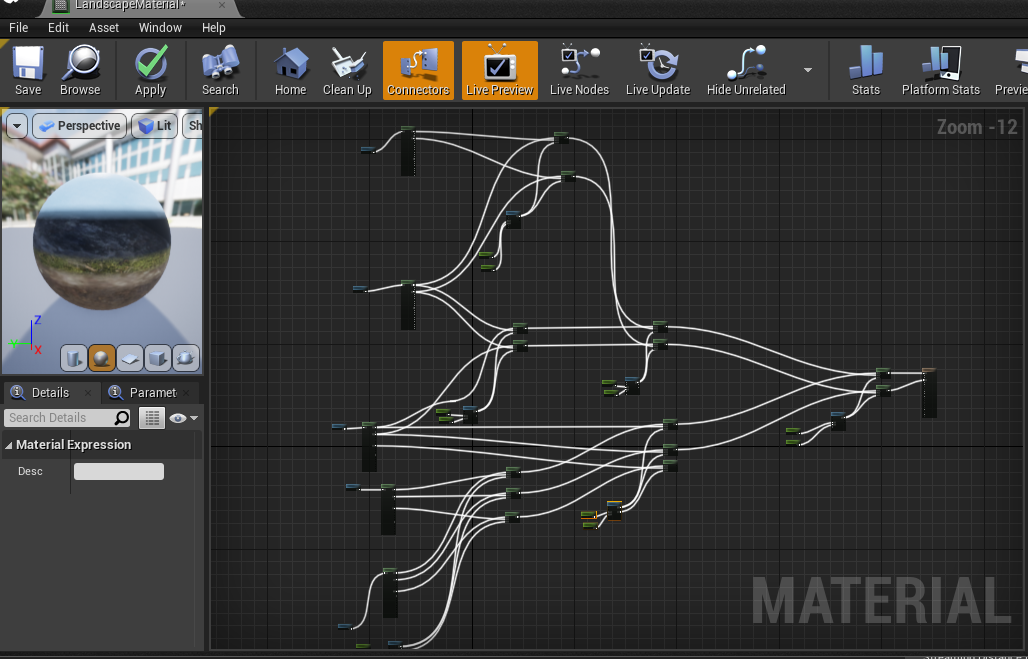 LandscapeMaterial*
File Edit Asset Window Help
Save Browse Apply Search Home Clean Up Connectors Live Preview Live Nodes Live Update Hide Unrelated Stats Platform Stats Previe
Perspective Lit Sh
Zoom -12
Z
Y
X
Details Paramet
Search Details
Material Expression
Desc
MATERIAL